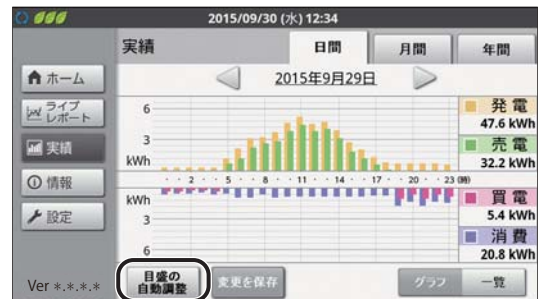 2015/09/30 (水) 12:34
実績
日間
月間
年間
ホーム
ライブ
レポート
実績
情報
設定
Ver *.*.*.*
2015年9月29日
6
3
kWh
・・2・・5・・8・・11・・14・・17・・20・・23(時)
kWh
3
6
発電
47.6 kWh
売電
32.2 kWh
買電
5.4 kWh
消費
20.8 kWh
目盛の
自動調整
変更を保存
グラフ
一覧